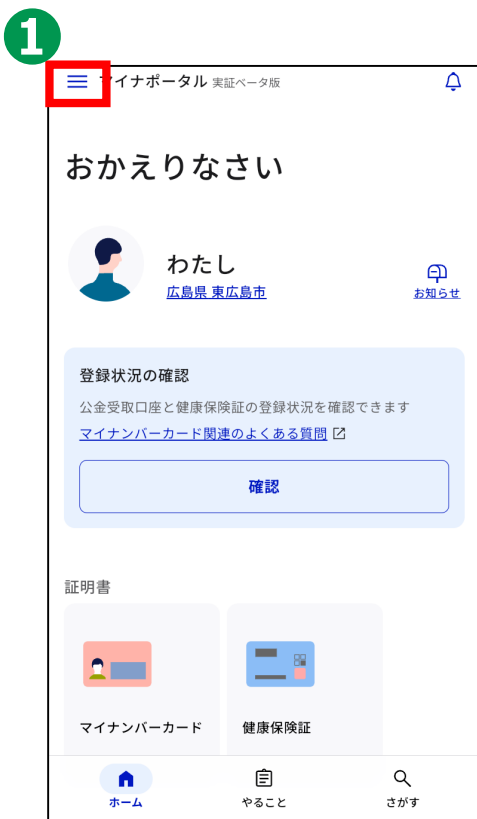 1
マイナポータル 実証ベータ版
おかえりなさい
わたし
広島県 東広島市
お知らせ
登録状況の確認
公金受取口座と健康保険証の登録状況を確認できます
マイナンバーカード関連のよくある質問
確認
証明書
マイナンバーカード 健康保険証
ホーム やること さがす